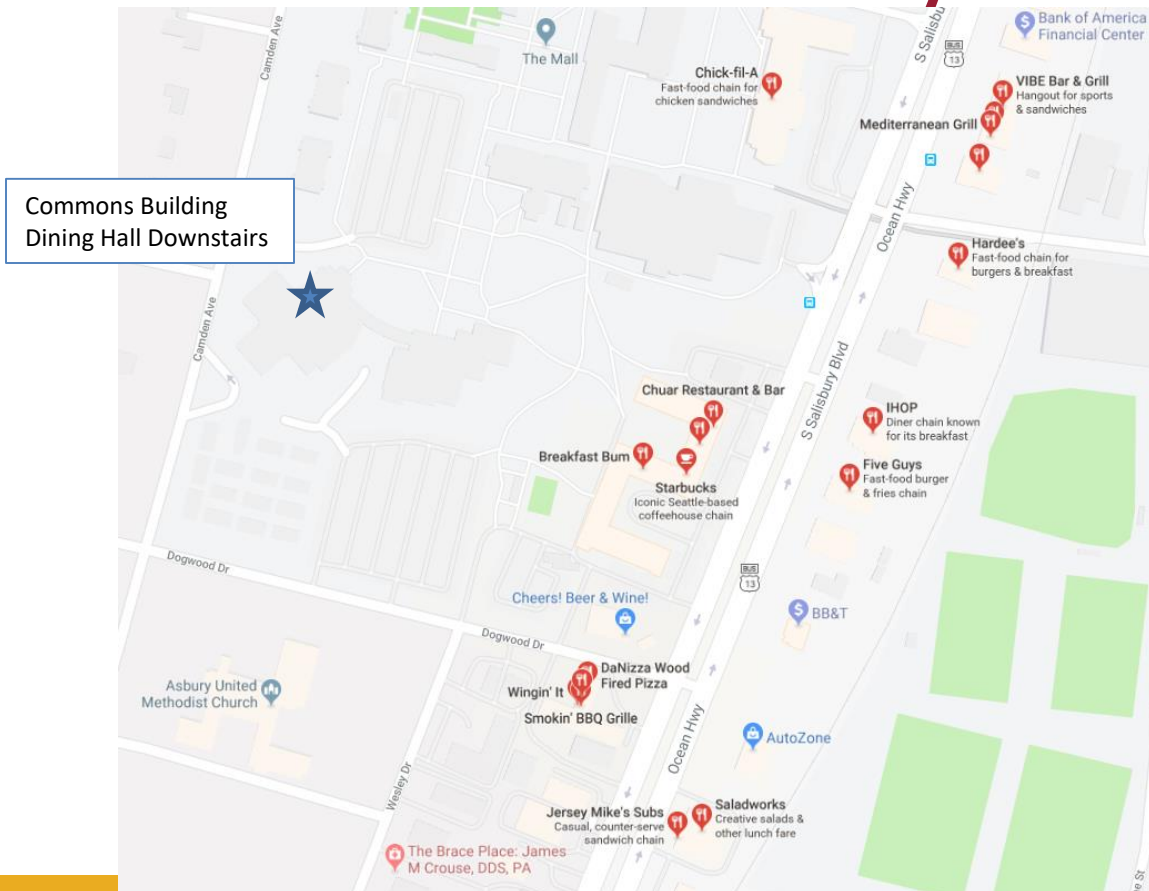 S Salisbu
Bank of America
Financial Center
Camden Ave
The Mall
BUS
13
Chick-fil-A
Fast-food chain for
chicken sandwiches
VIBE Bar & Grill
Hangout for sports
& sandwiches
Mediterranean Grill
Commons Building
Dining Hall Downstairs
Ocean Hwy
Hardee's
Fast-food chain for
burgers & breakfast
Camden Ave
S Salisbury Blvd
Chuar Restaurant & Bar
IHOP
Diner chain known
for its breakfast
Breakfast Bum
Starbucks
Iconic Seattle-based
coffeehouse chain
Five Guys
Fast-food burger
& fries chain
Dogwood Dr
BUS
13
Cheers! Beer & Wine!
BB&T
Dogwood Dr
DaNizza Wood
Fired Pizza
Wingin' It
Smokin' BBQ Grille
Asbury United
Methodist Church
Ocean Hwy
AutoZone
Wesley Dr
Jersey Mike's Subs
Casual, counter-serve
sandwich chain
Saladworks
Creative salads &
other lunch fare
The Brace Place: James
M Crouse, DDS, PA
e St